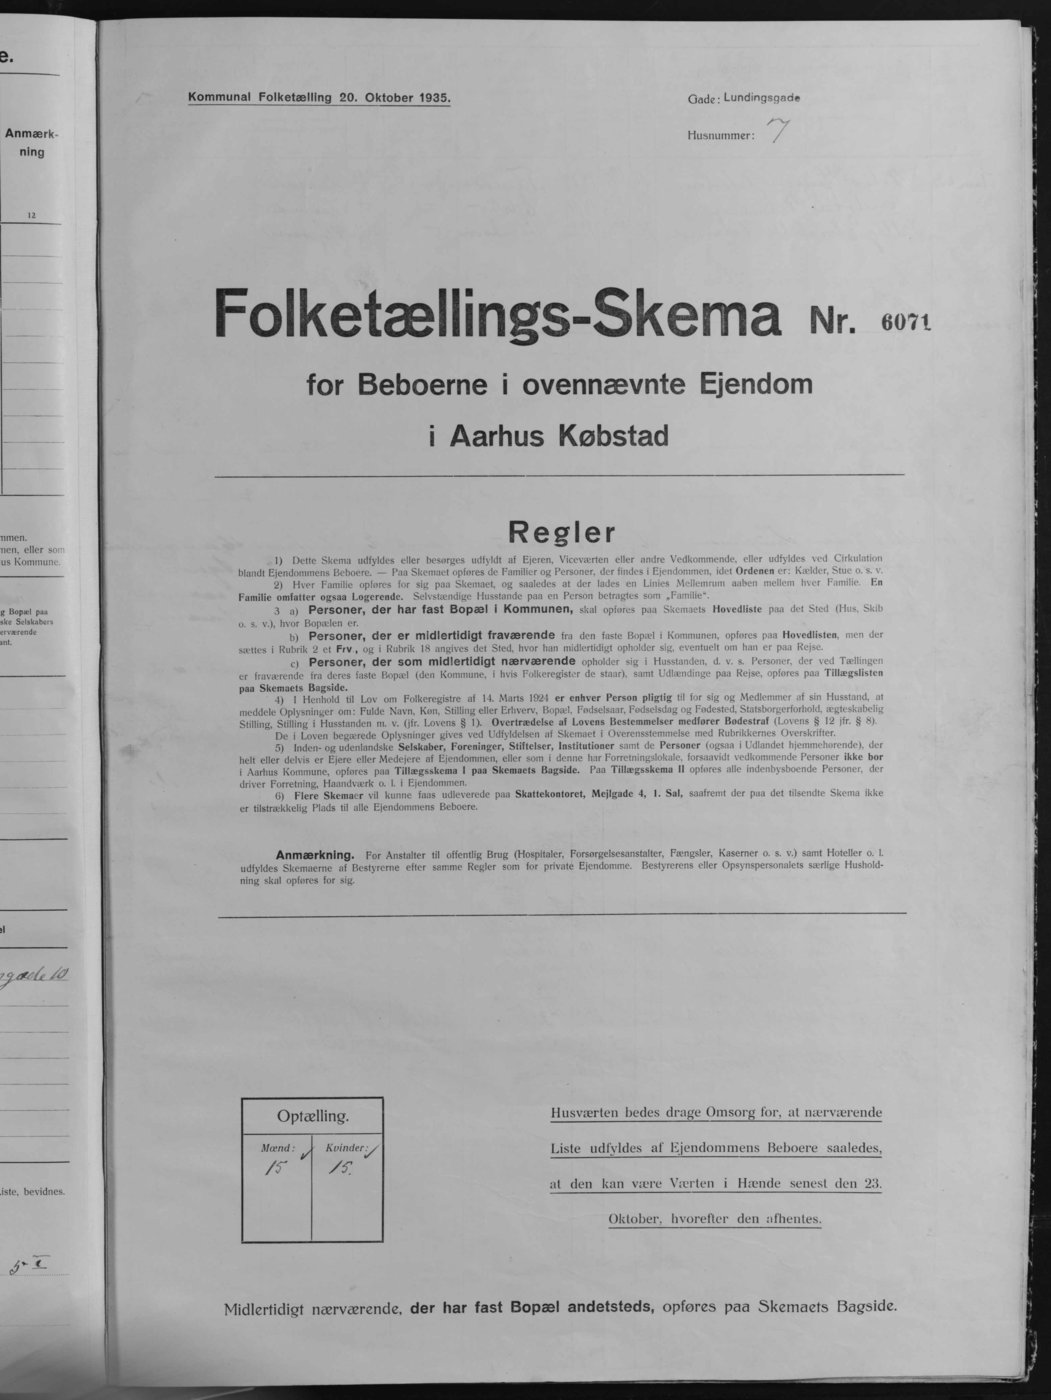 e.
Anmærk-
ning
12
mmen.
men, eller som
us Kommune.
g Bopæl paa
ske Selskabers
erværende
ant.
el
gade 10
iste, bevidnes.
5 I
Kommunal Folketælling 20. Oktober 1935.
Gade: Lundingsgade
Husnummer: 7
Folketællings-Skema Nr. 6071
for Beboerne i ovennævnte Ejendom
i Aarhus Købstad
Regler
1) Dette Skema udfyldes eller besørges udfyldt af Ejeren, Viceværten eller andre Vedkommende, eller udfyldes ved Cirkulation
blandt Ejendommens Beboere. — Paa Skemaet opføres de Familier og Personer, der findes i Ejendommen, idet Ordenen er: Kælder, Stue o. s. v.
2) Hver Familie opføres for sig paa Skemaet, og saaledes at der lades en Linies Mellemrum aaben mellem hver Familie. En
Familie omfatter ogsaa Logerende. Selvstændige Husstande paa en Person betragtes som „Familie“.
3 a) Personer, der har fast Bopæl i Kommunen, skal opføres paa Skemaets Hovedliste paa det Sted (Hus, Skib
o. s. v.), hvor Bopælen er.
b) Personer, der er midlertidigt fraværende fra den faste Bopæl i Kommunen, opføres paa Hovedlisten, men der
sættes i Rubrik 2 et Frv., og i Rubrik 18 angives det Sted, hvor han midlertidigt opholder sig, eventuelt om han er paa Rejse.
c) Personer, der som midlertidigt nærværende opholder sig i Husstanden, d. v. s. Personer, der ved Tællingen
er fraværende fra deres faste Bopæl (den Kommune, i hvis Folkeregister de staar), samt Udlændinge paa Rejse, opføres paa Tillægslisten
paa Skemaets Bagside.
4) I Henhold til Lov om Folkeregistre af 14. Marts 1924 er enhver Person pligtig til for sig og Medlemmer af sin Husstand, at
meddele Oplysninger om: Fulde Navn, Køn, Stilling eller Erhverv, Bopæl, Fødselsaar, Fødselsdag og Fødested, Statsborgerforhold, ægteskabelig
Stilling, Stilling i Husstanden m. v. (jfr. Lovens § 1). Overtrædelse af Lovens Bestemmelser medfører Bødestraf (Lovens § 12 jfr. § 8).
De i Loven begærede Oplysninger gives ved Udfyldelsen af Skemaet i Overensstemmelse med Rubrikkernes Overskrifter.
5) Inden- og udenlandske Selskaber, Foreninger, Stiftelser, Institutioner samt de Personer (ogsaa i Udlandet hjemmehørende), der
helt eller delvis er Ejere eller Medejere af Ejendommen, eller som i denne har Forretningslokale, forsaavidt vedkommende Personer ikke bor
i Aarhus Kommune, opføres paa Tillægsskema I paa Skemaets Bagside. Paa Tillægsskema II opføres alle indenbysboende Personer, der
driver Forretning, Haandværk o. l. i Ejendommen.
6) Flere Skemaer vil kunne faas udleverede paa Skattekontoret, Mejlgade 4, 1. Sal, saafremt der paa det tilsendte Skema ikke
er tilstrækkelig Plads til alle Ejendommens Beboere.
Anmærkning. For Anstalter til offentlig Brug (Hospitaler, Forsørgelsesanstalter, Fængsler, Kaserner o. s. v.) samt Hoteller o. l.
udfyldes Skemaerne af Bestyrerne efter samme Regler som for private Ejendomme. Bestyrerens eller Opsynspersonalets særlige Hushold-
ning skal opføres for sig.
Optælling.
Mænd: Kvinder:
15 15.
Husværten bedes drage Omsorg for, at nærværende
Liste udfyldes af Ejendommens Beboere saaledes,
at den kan være Værten i Hænde senest den 23.
Oktober, hvorefter den afhentes.
Midlertidigt nærværende, der har fast Bopæl andetsteds, opføres paa Skemaets Bagside.